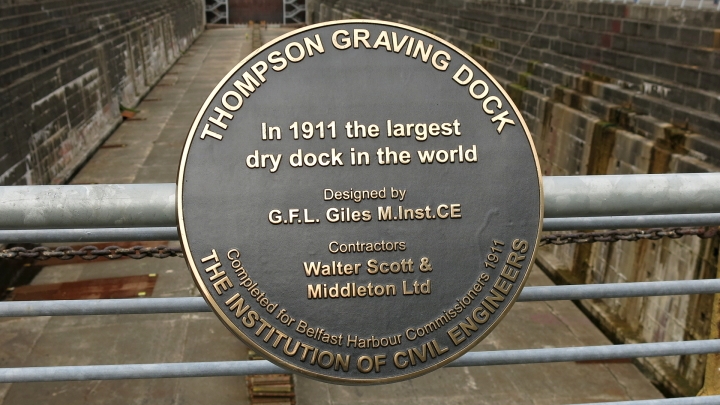 THOMPSON GRAVING DOCK
In 1911 the largest
dry dock in the world
Designed by
G.F.L. Giles M.Inst.CE
Contractors
Walter Scott &
Middleton Ltd
Completed for Belfast Harbour Commissioners 1911
THE INSTITUTION OF CIVIL ENGINEERS